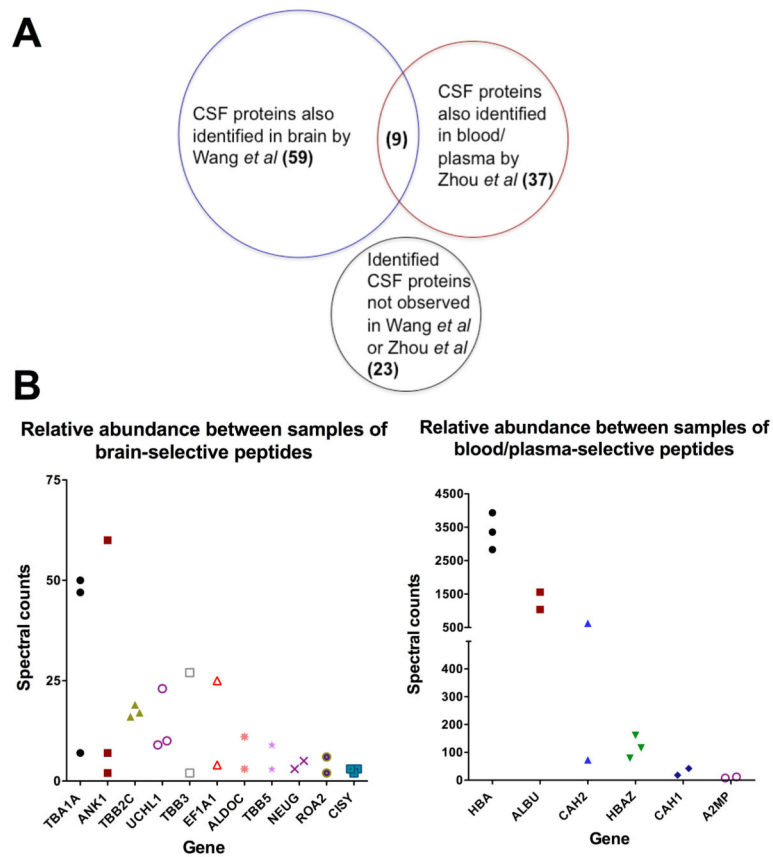 A
CSF proteins also
identified in brain by
Wang et al (59)
(9)
CSF proteins
also identified
in blood/
plasma by
Zhou et al (37)
Identified
CSF proteins
not observed
in Wang et al
or Zhou et al
(23)
B
Relative abundance between samples of
brain-selective peptides
75
50
25
0
Spectral counts
TBA1A
ANK1
TBB2C
UCHL1
TBB3
EF1A1
ALDOC
TBB5
NEUG
ROA2
CISY
Gene
Relative abundance between samples of
blood/plasma-selective peptides
4500
3500
2500
1500
500
400
300
200
100
0
Spectral counts
HBA
ALBU
CAH2
HBAZ
CAH1
A2MP
Gene